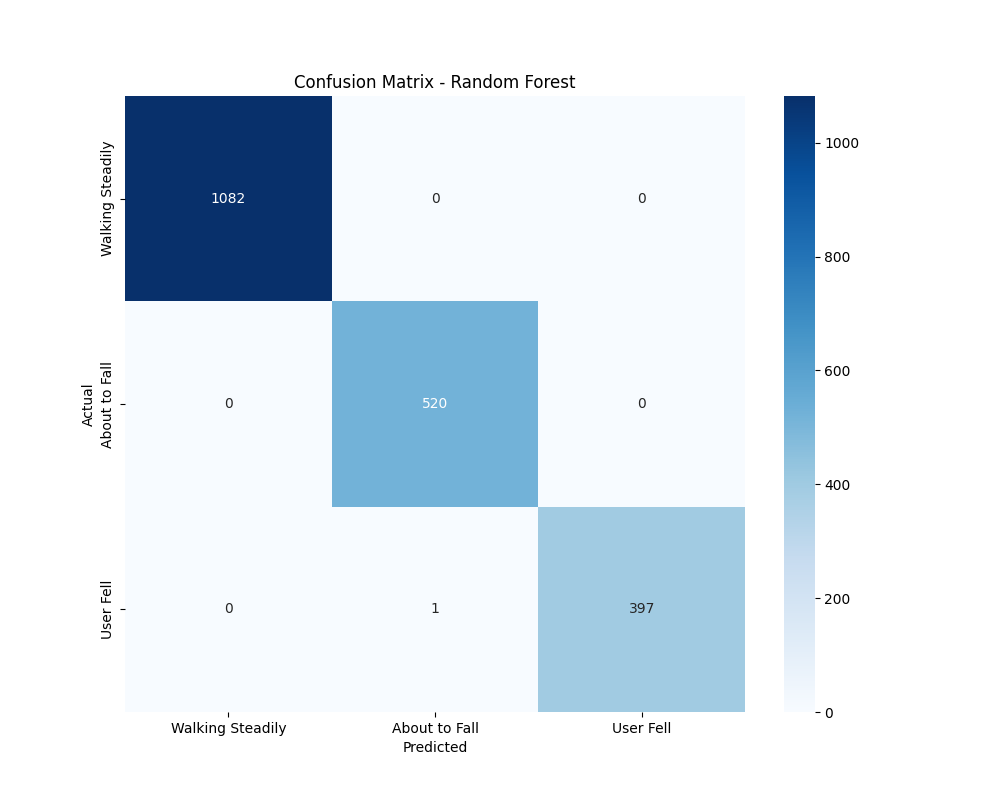 Confusion Matrix - Random Forest
Actual
Walking Steadily
About to Fall
User Fell
1082 0 0
0 520 0
0 1 397
Walking Steadily About to Fall User Fell
Predicted
1000
800
600
400
200
0